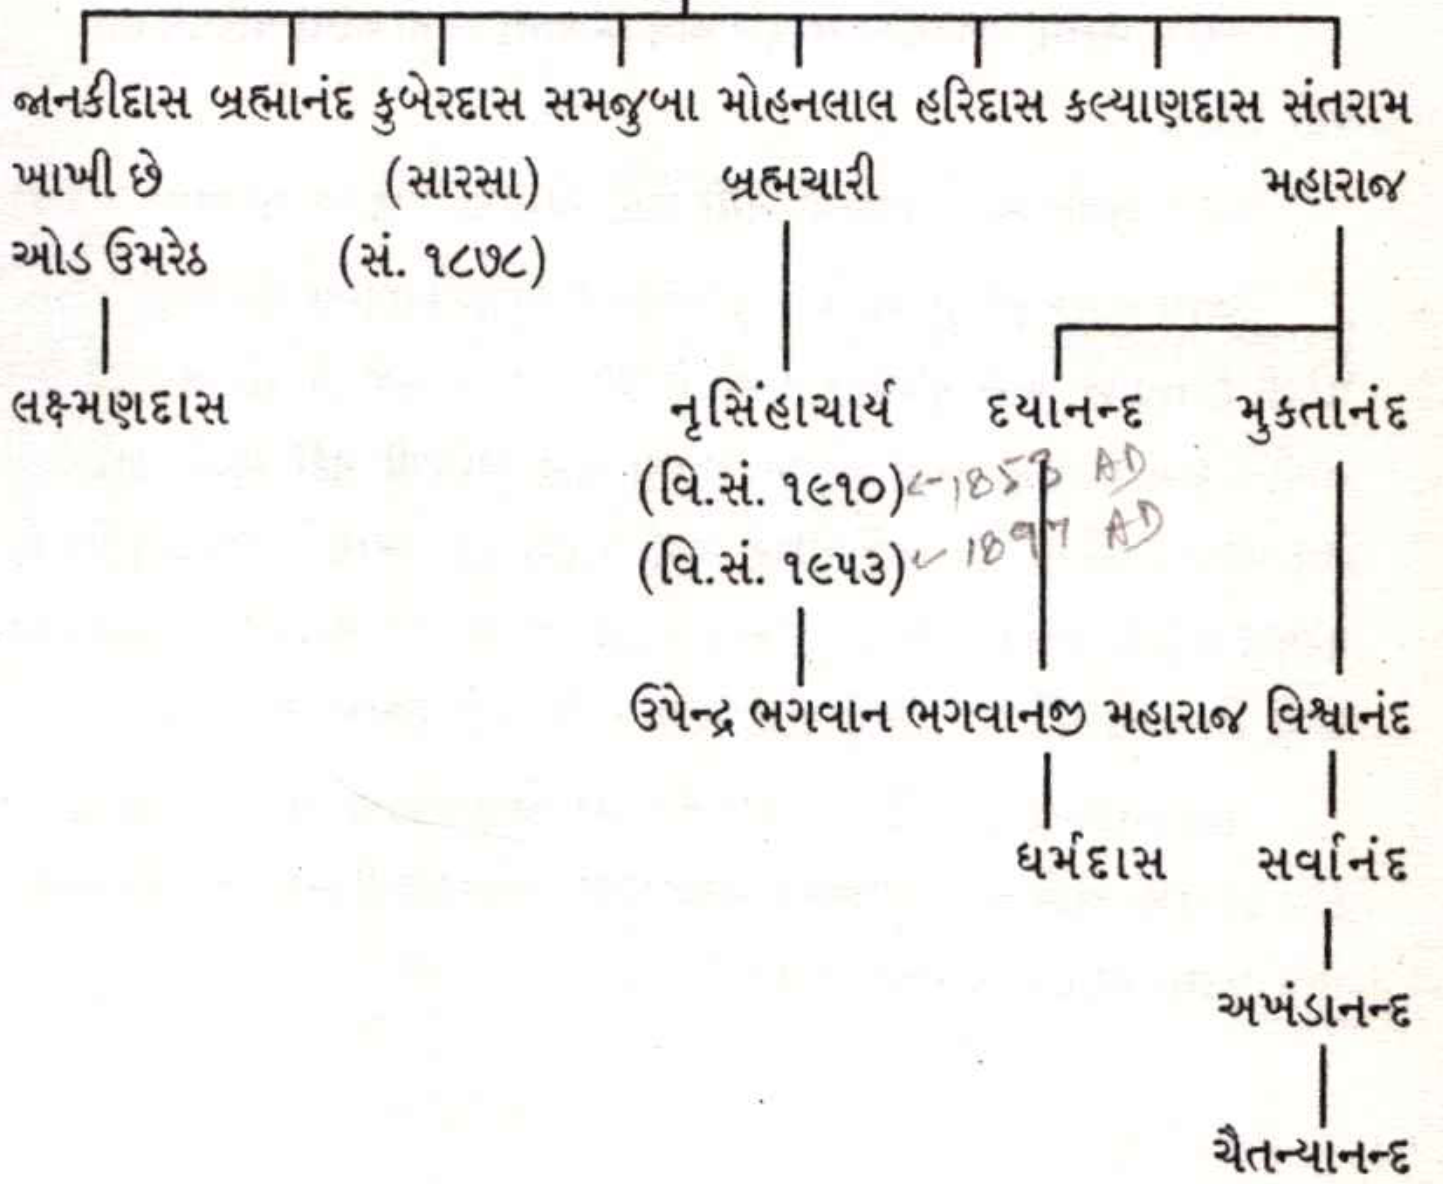 જાનકીદાસ બ્રહ્માનંદ કુબેરદાસ સમજુબા મોહનલાલ હરિદાસ કલ્યાણદાસ સંતરામ
ખાખી છે (સારસા) બ્રહ્મચારી મહારાજ
ઓડ ઉમરેઠ (સં. ૧૮૭૮)
લક્ષ્મણદાસ નૃસિંહાચાર્ય દયાનન્દ મુકતાનંદ
(વિ.સં. ૧૯૧૦) ← 1853 AD
(વિ.સં. ૧૯૫૩) ← 1897 AD
ઉપેન્દ્ર ભગવાન ભગવાનજી મહારાજ વિશ્વાનંદ
ધર્મદાસ સર્વાનંદ
અખંડાનન્દ
ચૈતન્યાનન્દ